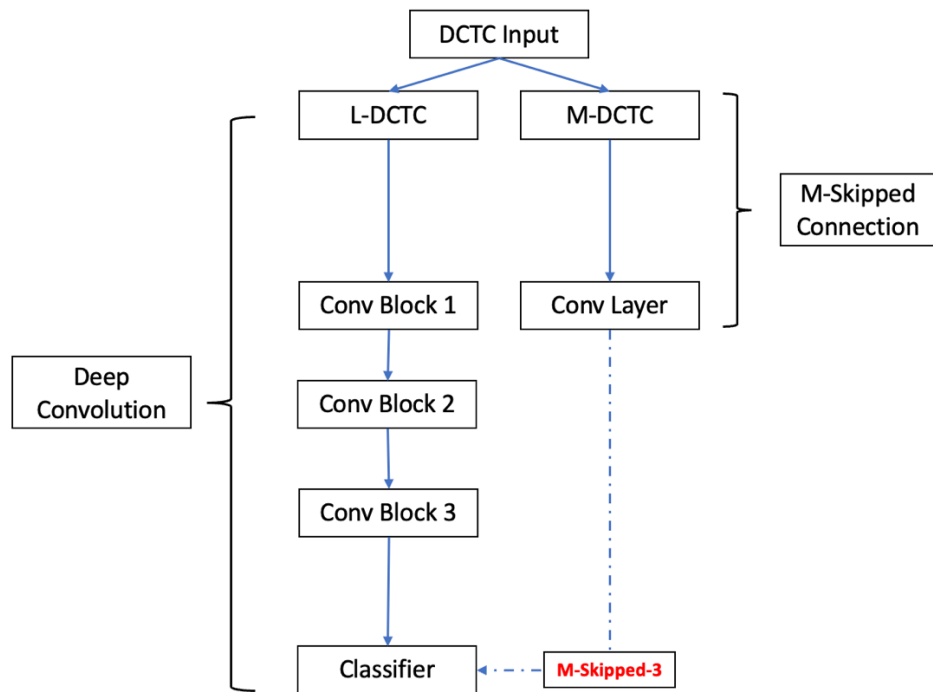 DCTC Input
L-DCTC
M-DCTC
M-Skipped
Connection
Conv Block 1
Conv Layer
Deep
Convolution
Conv Block 2
Conv Block 3
Classifier
M-Skipped-3